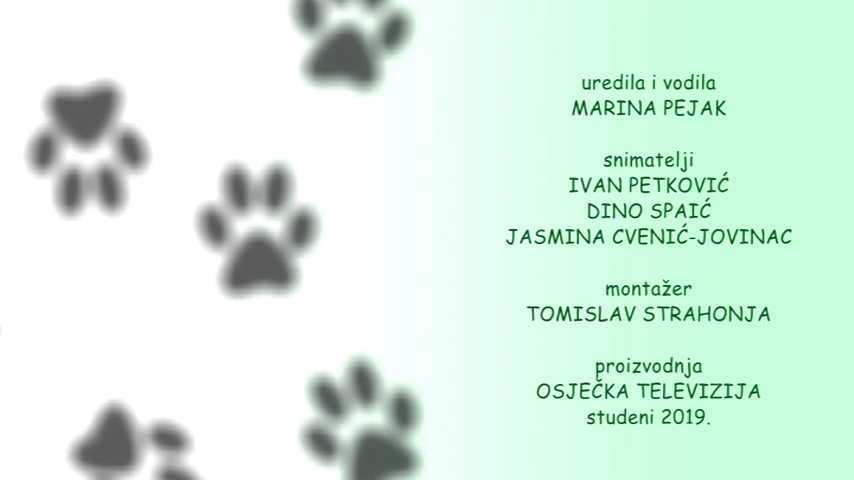 uredila i vodila
MARINA PEJAK
snimatelji
IVAN PETKOVIĆ
DINO SPAIĆ
JASMINA CVENIĆ-JOVINAC
montažer
TOMISLAV STRAHONJA
proizvodnja
OSJEČKA TELEVIZIJA
studeni 2019.